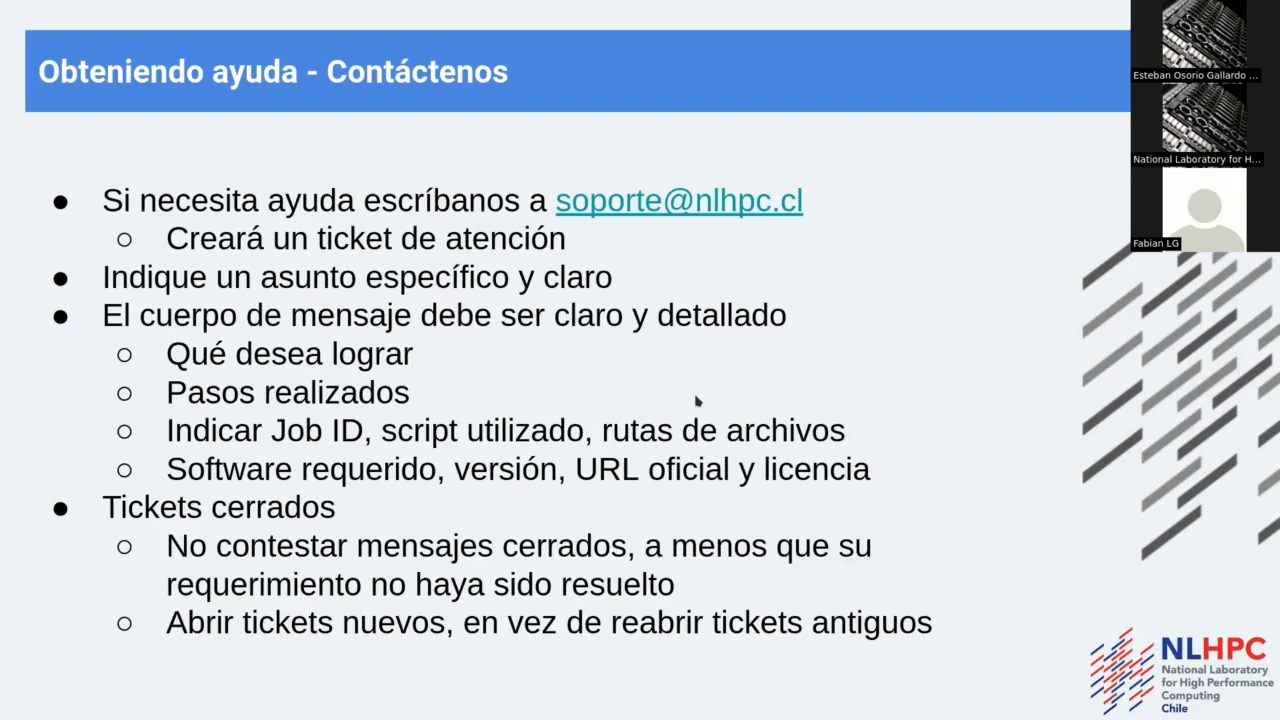 Obteniendo ayuda - Contáctenos
● Si necesita ayuda escríbanos a soporte@nlhpc.cl
○ Creará un ticket de atención
● Indique un asunto específico y claro
● El cuerpo de mensaje debe ser claro y detallado
○ Qué desea lograr
○ Pasos realizados
○ Indicar Job ID, script utilizado, rutas de archivos
○ Software requerido, versión, URL oficial y licencia
● Tickets cerrados
○ No contestar mensajes cerrados, a menos que su
requerimiento no haya sido resuelto
○ Abrir tickets nuevos, en vez de reabrir tickets antiguos
Esteban Osorio Gallardo ...
National Laboratory for H...
Fabian LG
NLHPC
National Laboratory
for High Performance
Computing
Chile